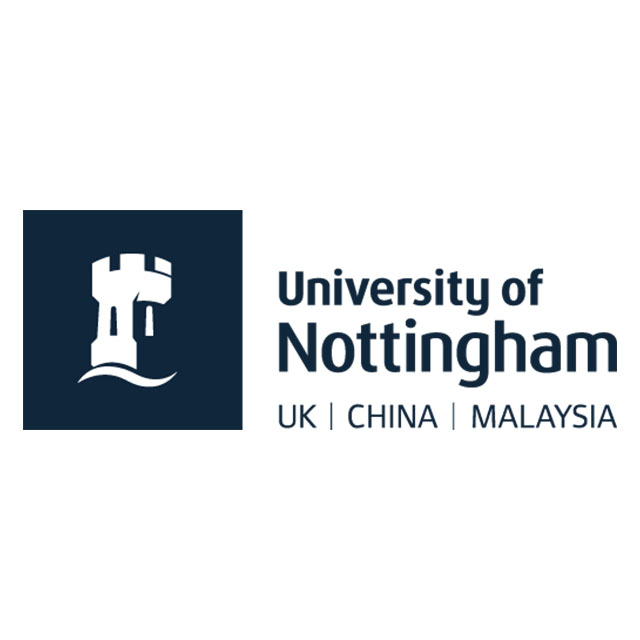 University of
Nottingham
UK | CHINA | MALAYSIA